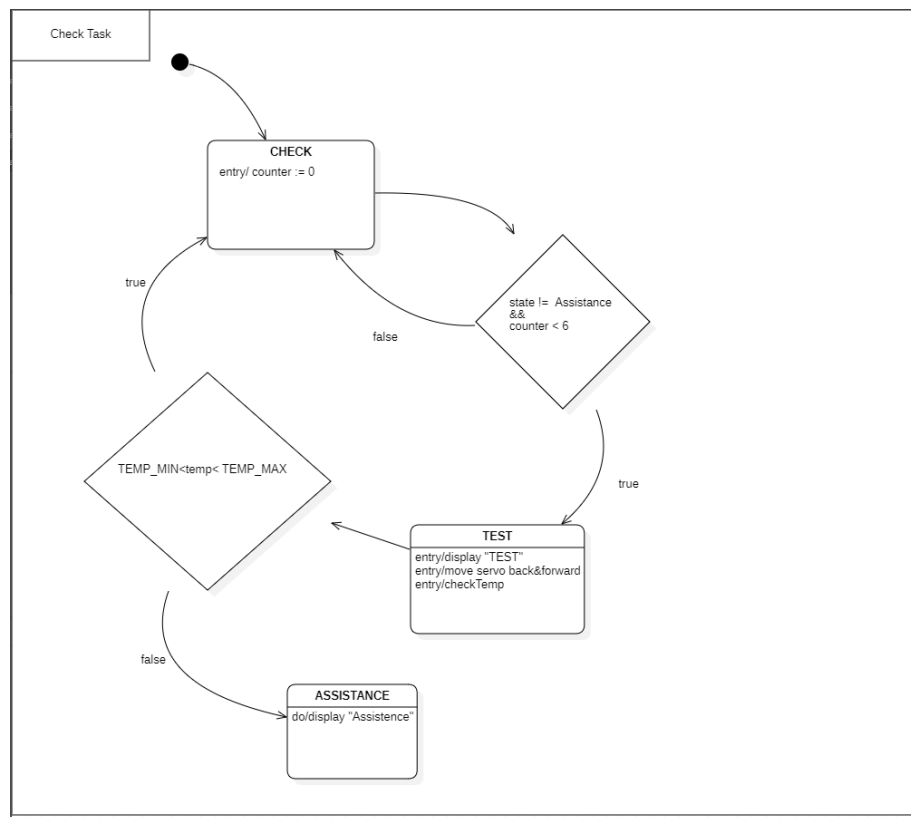 Check Task
CHECK
entry/ counter := 0
true
state !=  Assistance
&&
counter < 6
false
TEMP_MIN<temp< TEMP_MAX
true
TEST
entry/display "TEST"
entry/move servo back&forward
entry/checkTemp
false
ASSISTANCE
do/display "Assistence"